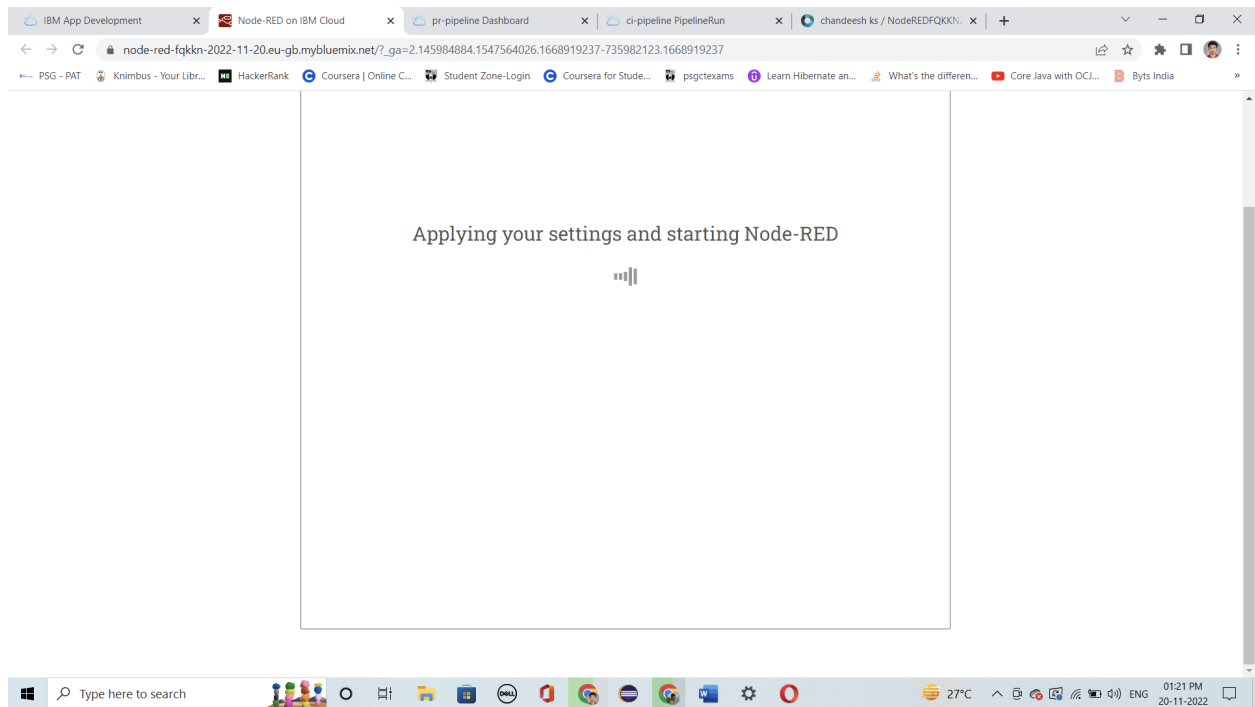 IBM App Development
Node-RED on IBM Cloud
pr-pipeline Dashboard
ci-pipeline PipelineRun
chandeesh ks / NodeREDFQKKN
node-red-fqkkn-2022-11-20.eu-gb.mybluemix.net/?_ga=2.145984884.1547564026.1668919237-735982123.1668919237
PSG - PAT
Knimbus - Your Libr...
HackerRank
Coursera | Online C...
Student Zone-Login
Coursera for Stude...
psgctexams
Learn Hibernate an...
What's the differen...
Core Java with OCJ...
Byts India
»
Applying your settings and starting Node-RED
Type here to search
DELL
W
27°C
ENG
01:21 PM
20-11-2022